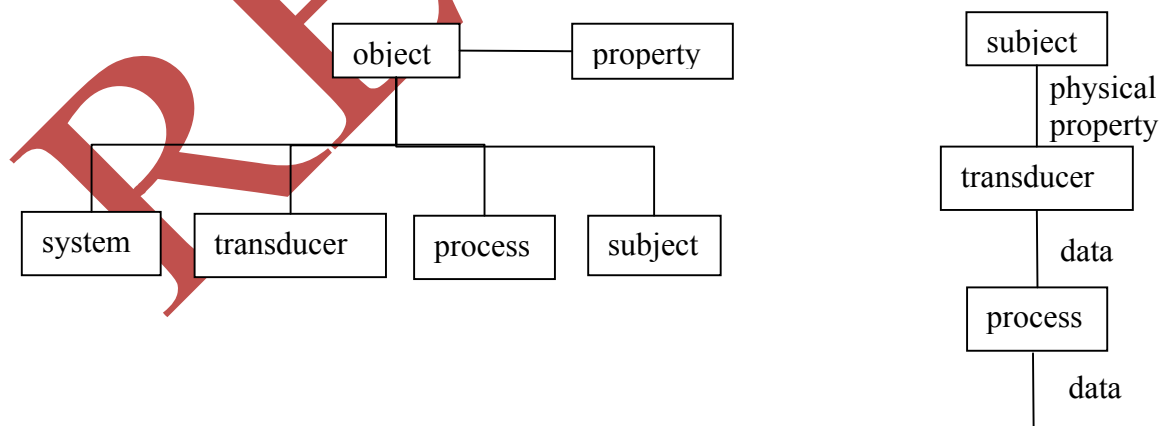 object
property
system
transducer
process
subject
subject
physical
property
transducer
data
process
data